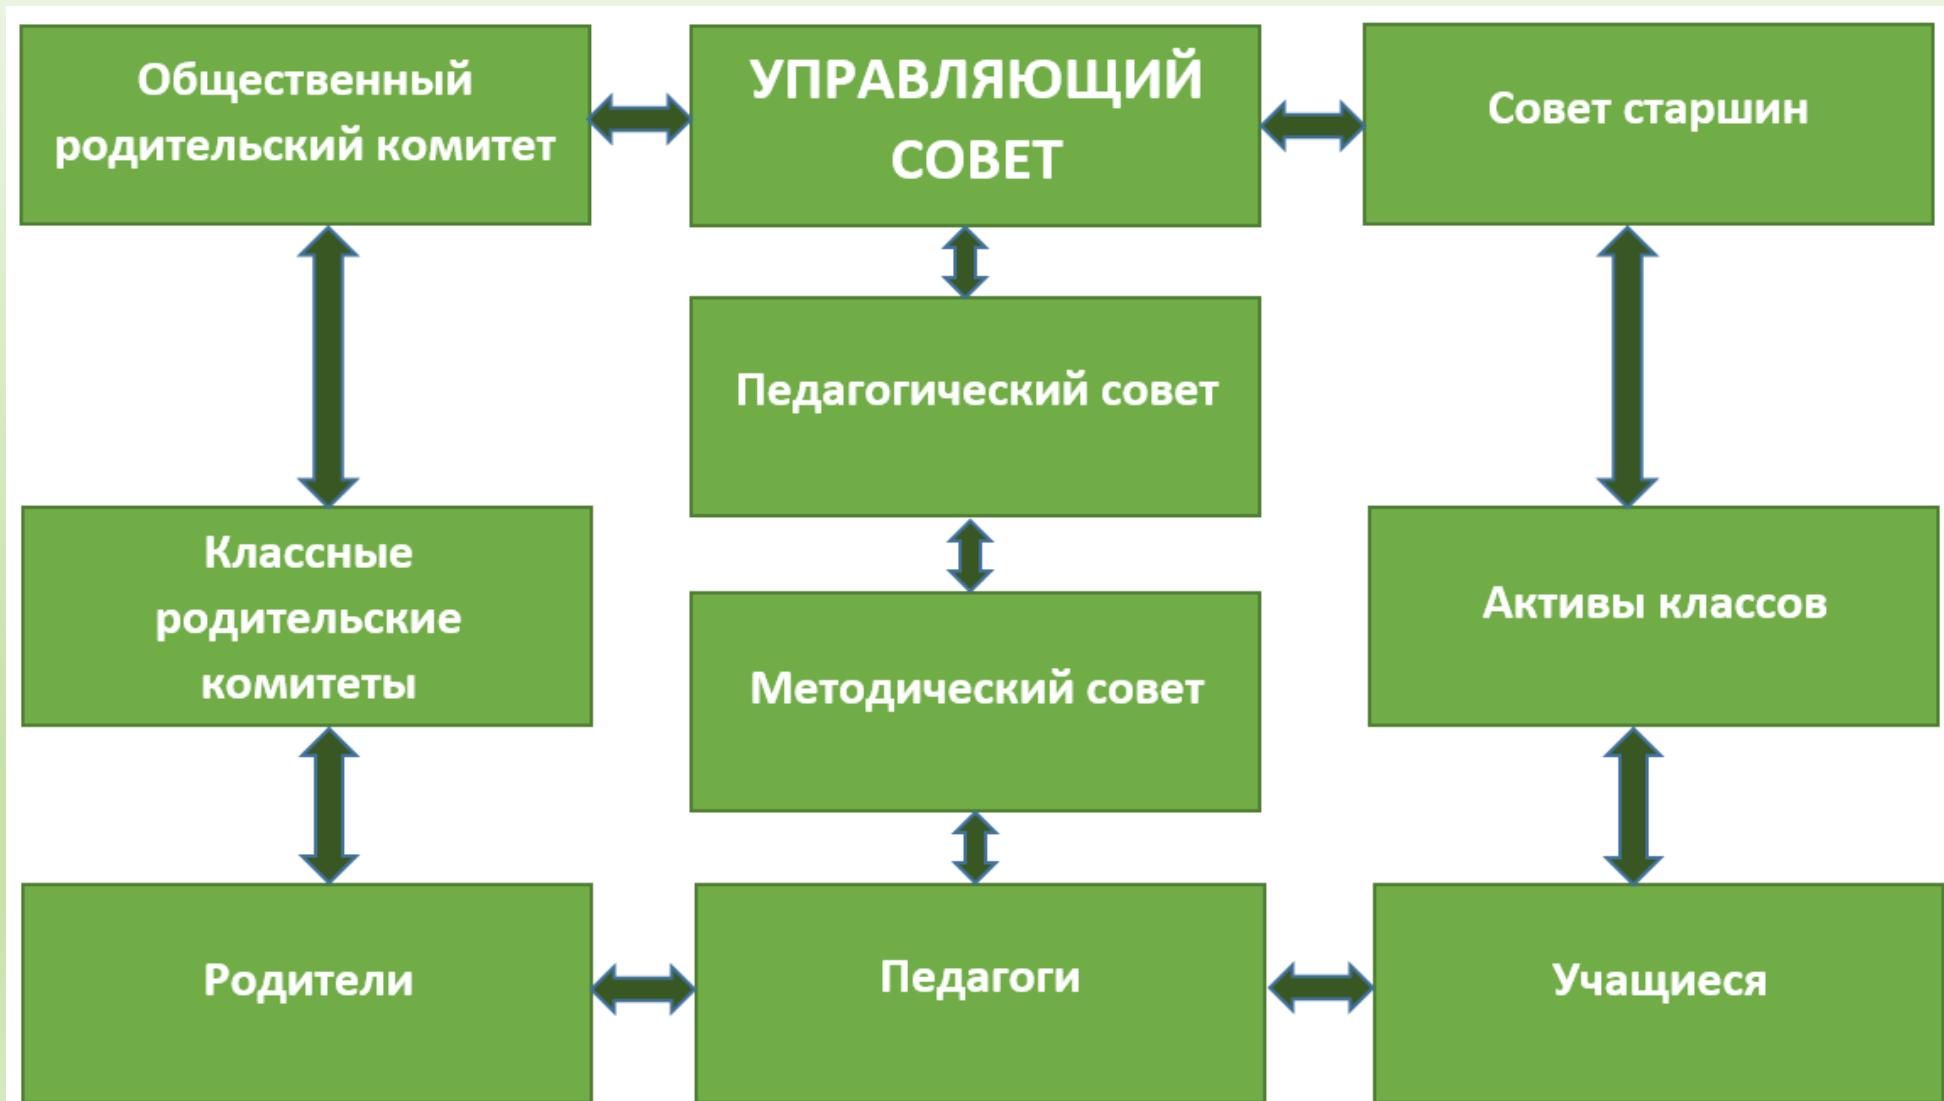 Общественный
родительский комитет
УПРАВЛЯЮЩИЙ
СОВЕТ
Совет старшин
Педагогический совет
Классные
родительские
комитеты
Методический совет
Активы классов
Родители
Педагоги
Учащиеся